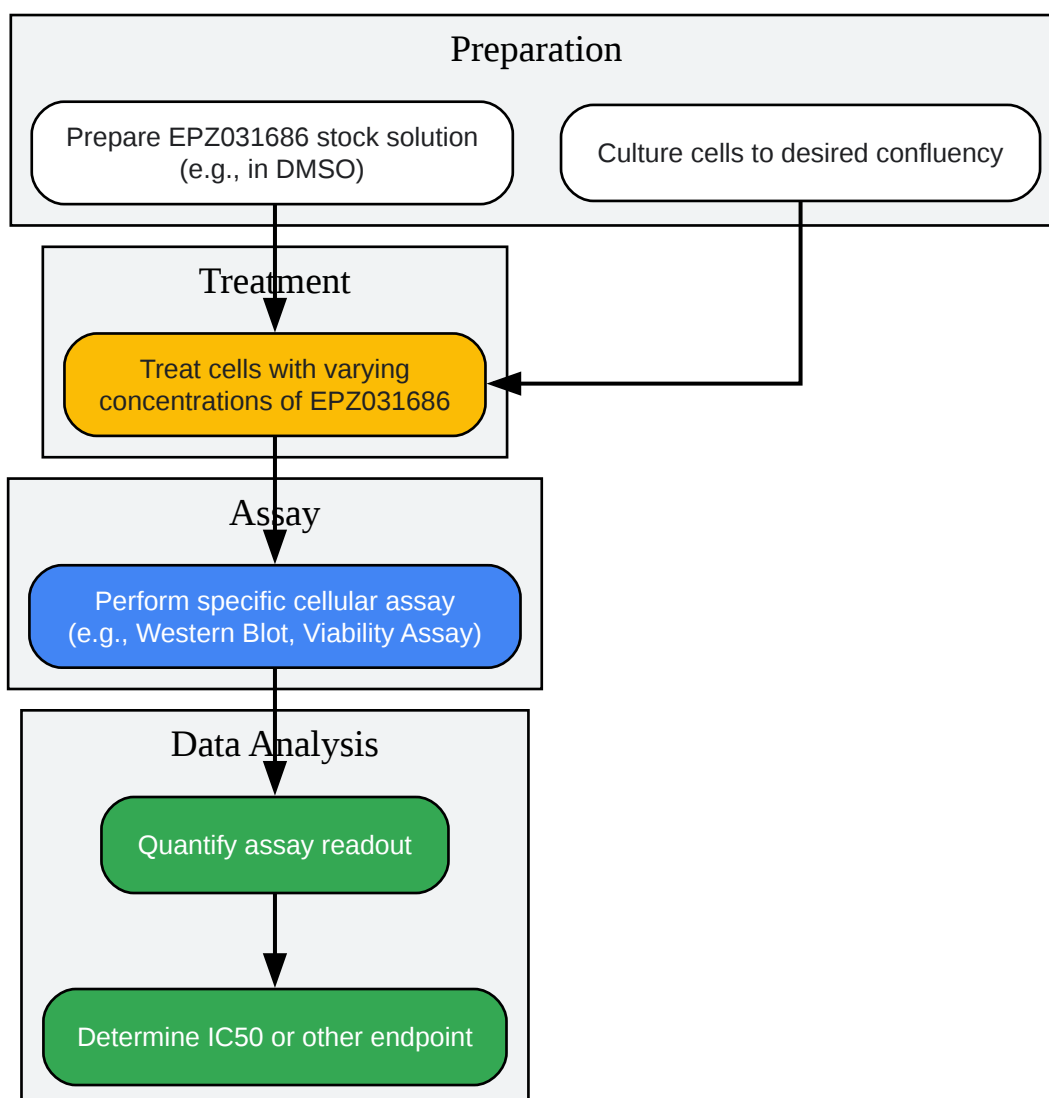 Preparation
Prepare EPZ031686 stock solution
(e.g., in DMSO)
Culture cells to desired confluency
Treatment
Treat cells with varying
concentrations of EPZ031686
Assay
Perform specific cellular assay
(e.g., Western Blot, Viability Assay)
Data Analysis
Quantify assay readout
Determine IC50 or other endpoint